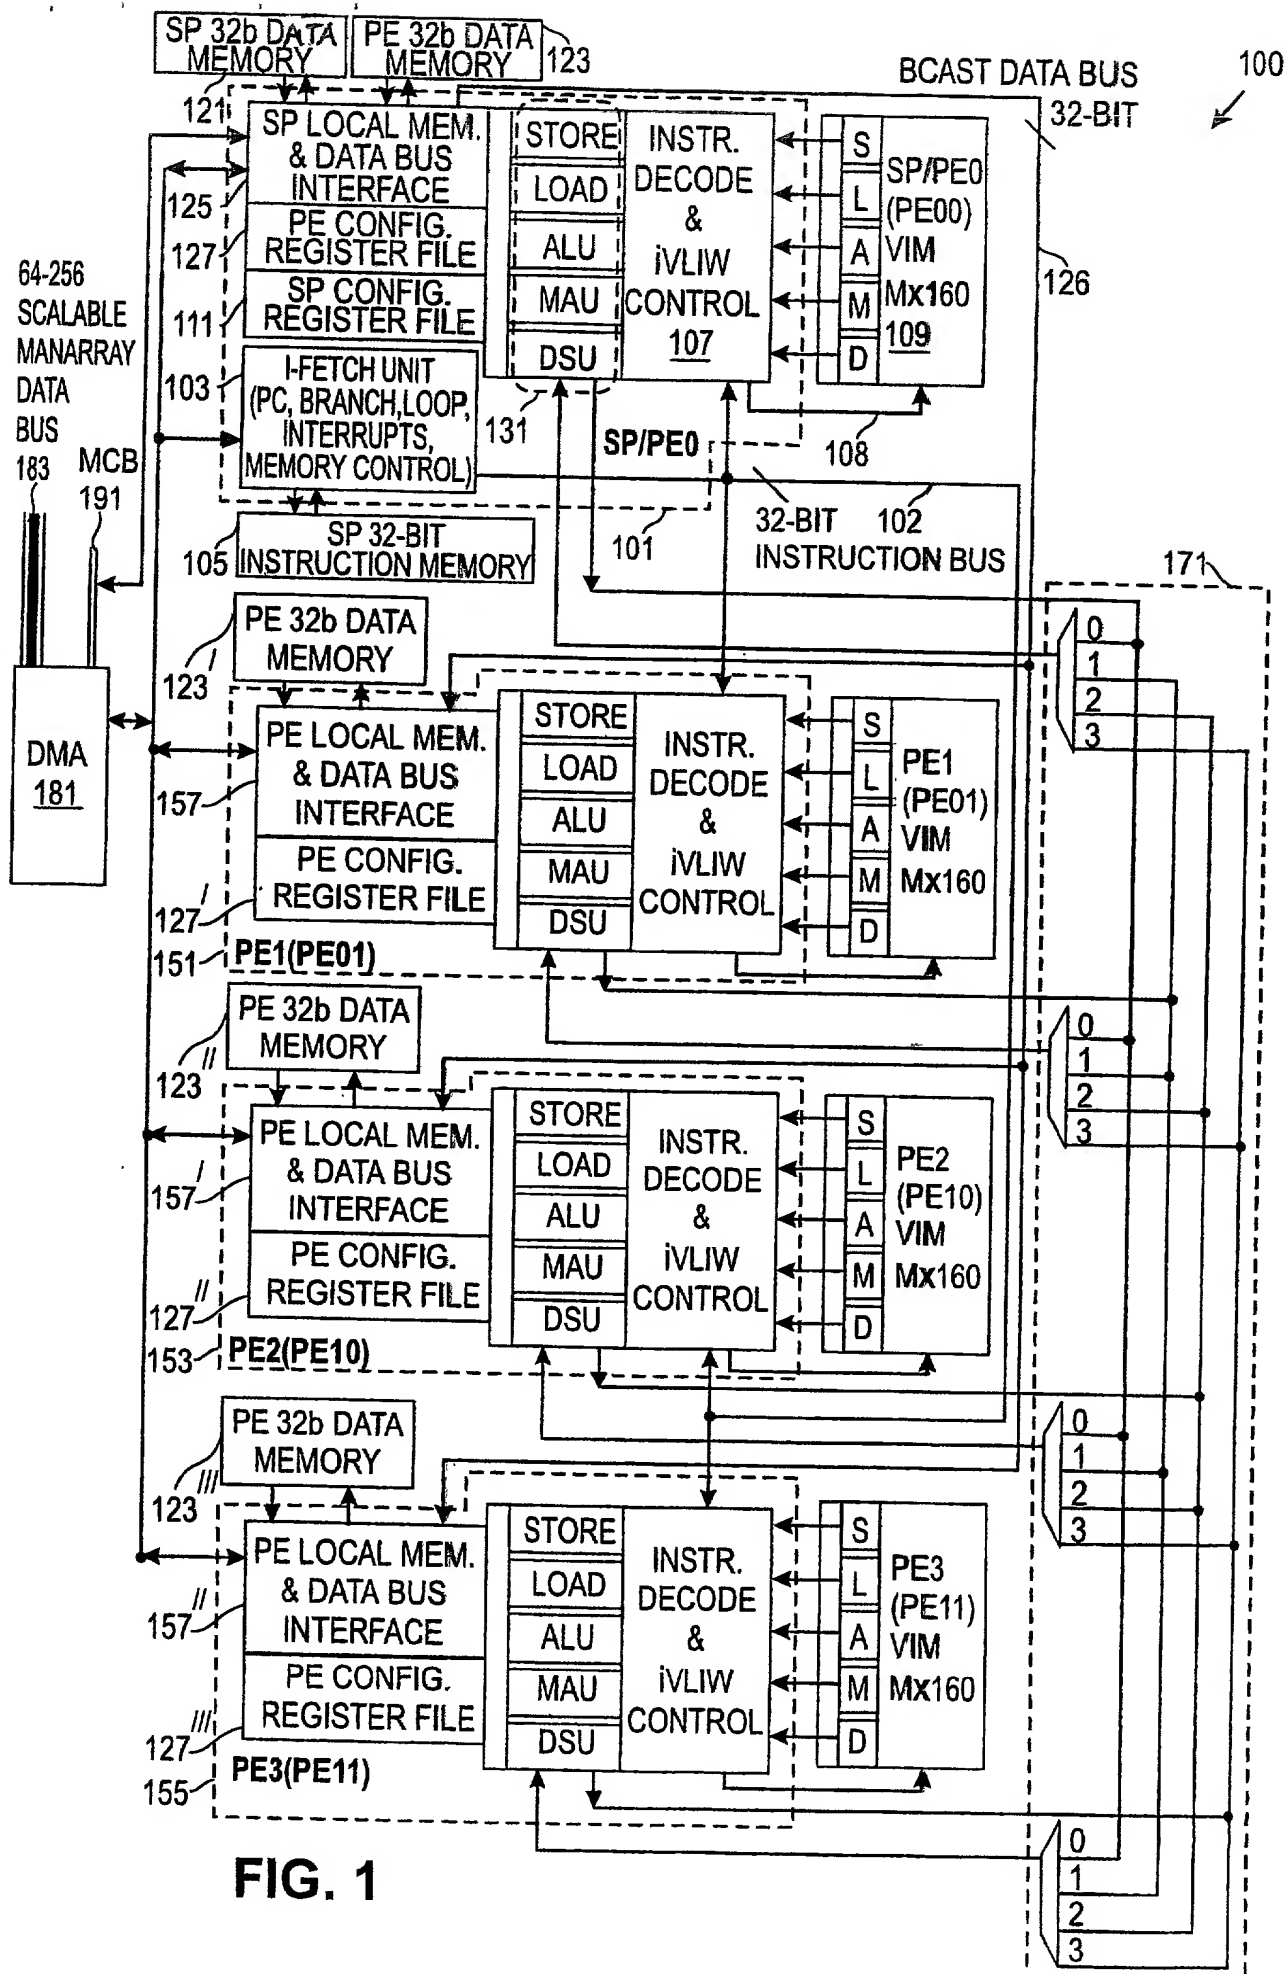 SP 32b DATA
MEMORY
121
PE 32b DATA
MEMORY
123
BCAST DATA BUS
32-BIT
100
126
SP LOCAL MEM.
& DATA BUS
INTERFACE
125
PE CONFIG.
REGISTER FILE
127
SP CONFIG.
REGISTER FILE
111
STORE
LOAD
ALU
MAU
DSU
131
INSTR.
DECODE
&
iVLIW
CONTROL
107
S
L
A
M
D
SP/PE0
(PE00)
VIM
Mx160
109
108
I-FETCH UNIT
(PC, BRANCH,LOOP,
INTERRUPTS,
MEMORY CONTROL)
103
SP/PE0
101
SP 32-BIT
INSTRUCTION MEMORY
105
32-BIT
INSTRUCTION BUS
102
64-256
SCALABLE
MANARRAY
DATA
BUS
183
MCB
191
DMA
181
171
0
1
2
3
PE 32b DATA
MEMORY
123′
PE LOCAL MEM.
& DATA BUS
INTERFACE
157
PE CONFIG.
REGISTER FILE
127′
151
PE1(PE01)
STORE
LOAD
ALU
MAU
DSU
INSTR.
DECODE
&
iVLIW
CONTROL
S
L
A
M
D
PE1
(PE01)
VIM
Mx160
0
1
2
3
PE 32b DATA
MEMORY
123″
PE LOCAL MEM.
& DATA BUS
INTERFACE
157′
PE CONFIG.
REGISTER FILE
127″
153
PE2(PE10)
STORE
LOAD
ALU
MAU
DSU
INSTR.
DECODE
&
iVLIW
CONTROL
S
L
A
M
D
PE2
(PE10)
VIM
Mx160
0
1
2
3
PE 32b DATA
MEMORY
123‴
PE LOCAL MEM.
& DATA BUS
INTERFACE
157″
PE CONFIG.
REGISTER FILE
127‴
155
PE3(PE11)
STORE
LOAD
ALU
MAU
DSU
INSTR.
DECODE
&
iVLIW
CONTROL
S
L
A
M
D
PE3
(PE11)
VIM
Mx160
0
1
2
3
FIG. 1